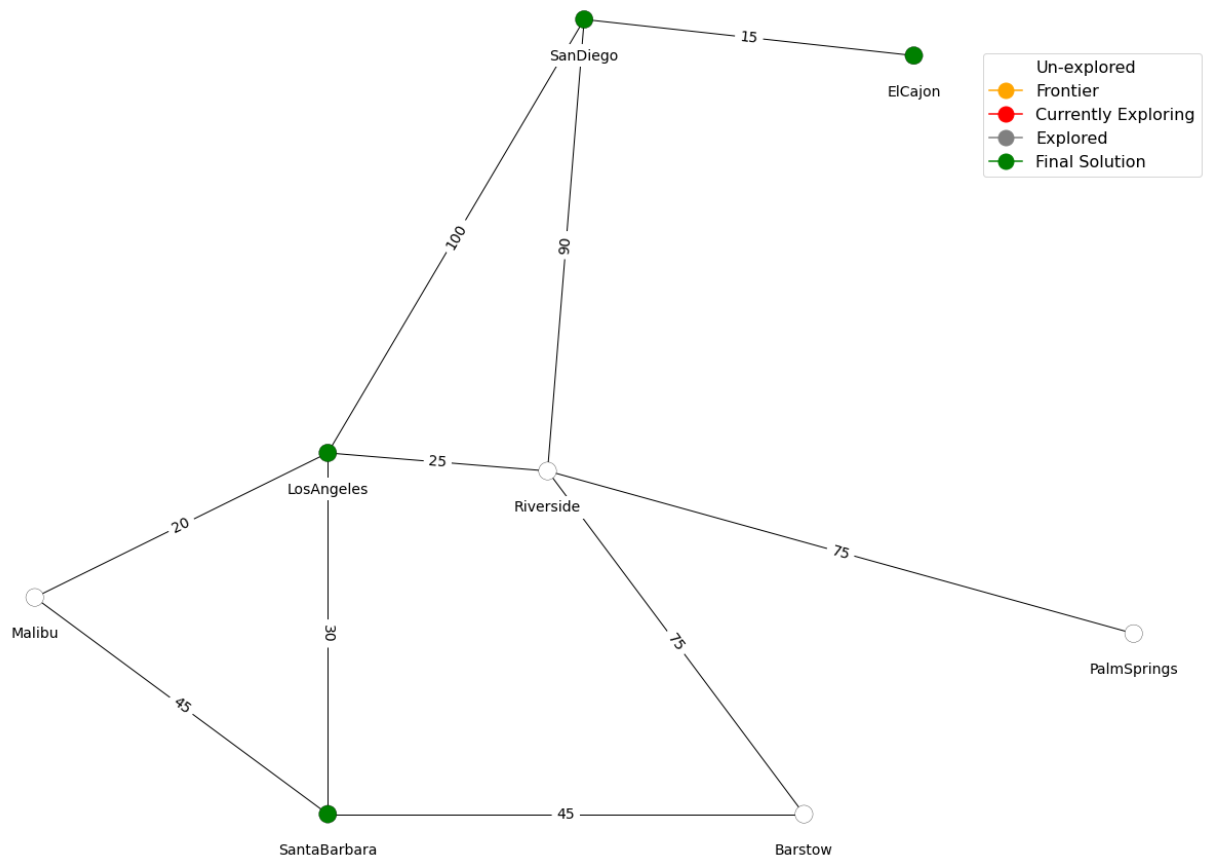 15
SanDiego
ElCajon
Un-explored
Frontier
Currently Exploring
Explored
Final Solution
100
90
25
LosAngeles
Riverside
20
75
30
75
Malibu
PalmSprings
45
45
SantaBarbara
Barstow